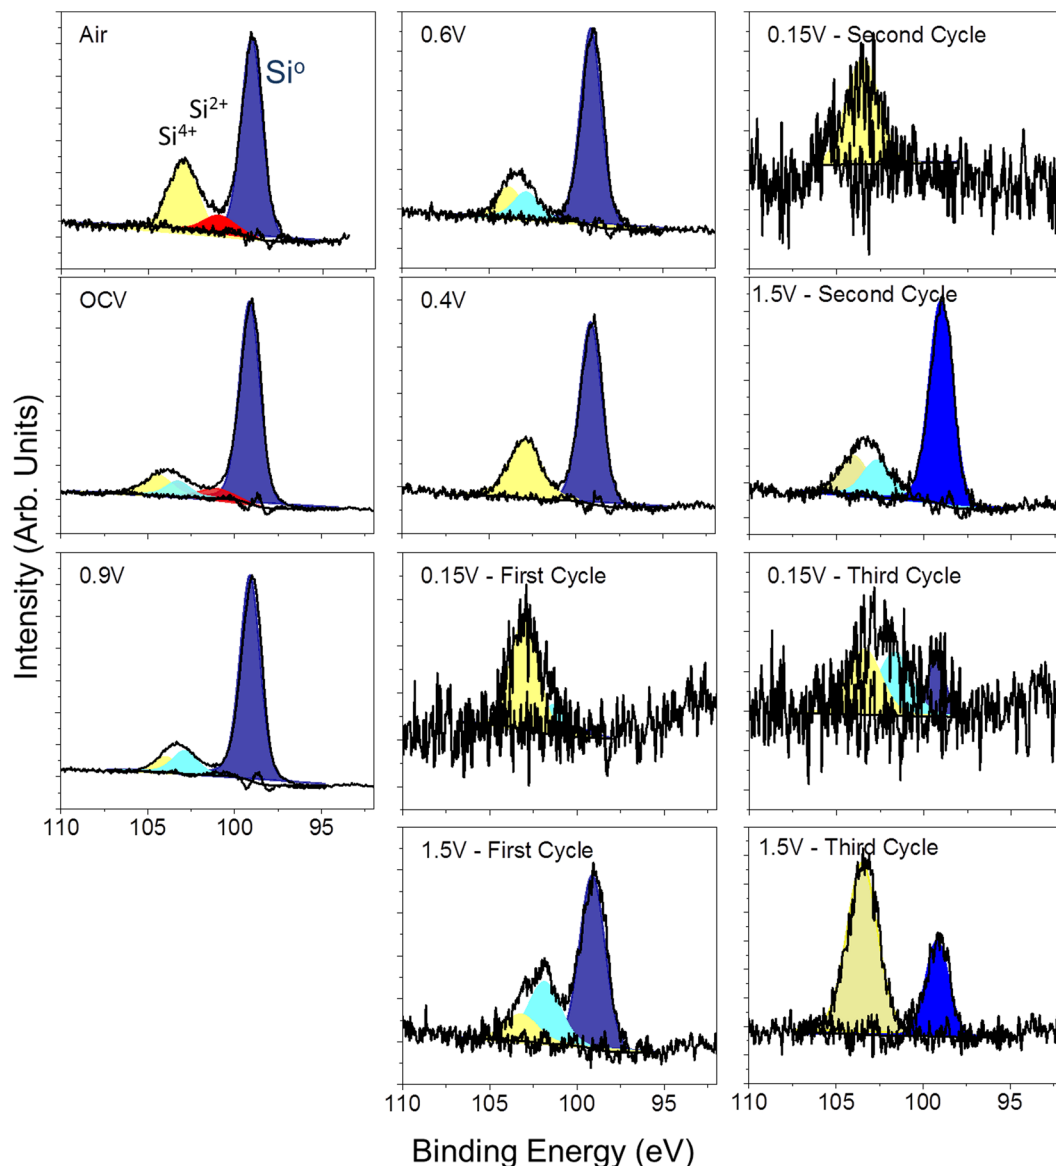 Air
Si⁰
Si²⁺
Si⁴⁺
0.6V
0.15V - Second Cycle
OCV
0.4V
1.5V - Second Cycle
0.9V
0.15V - First Cycle
0.15V - Third Cycle
110 105 100 95
1.5V - First Cycle
1.5V - Third Cycle
110 105 100 95
110 105 100 95
Intensity (Arb. Units)
Binding Energy (eV)